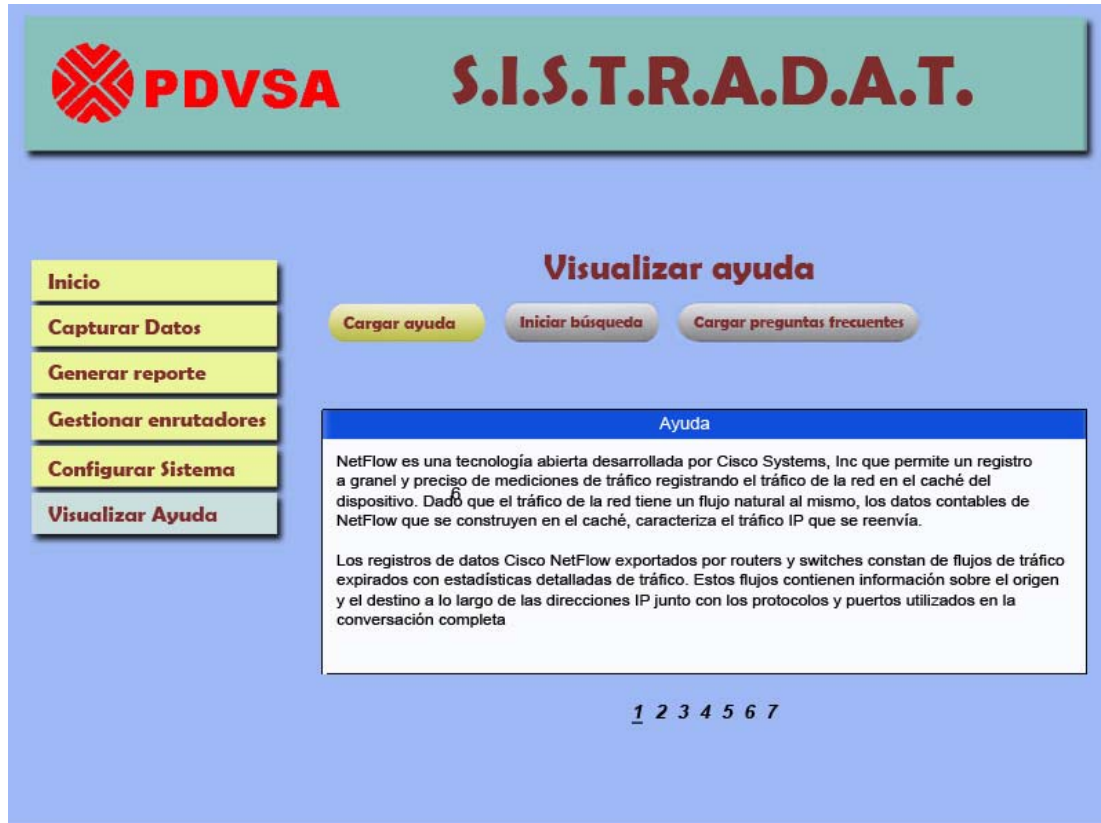 PDVSA
S.I.S.T.R.A.D.A.T.
Inicio
Capturar Datos
Generar reporte
Gestionar enrutadores
Configurar Sistema
Visualizar Ayuda
Visualizar ayuda
Cargar ayuda
Iniciar búsqueda
Cargar preguntas frecuentes
Ayuda
NetFlow es una tecnología abierta desarrollada por Cisco Systems, Inc que permite un registro
a granel y preciso de mediciones de tráfico registrando el tráfico de la red en el caché del
dispositivo. Dado que el tráfico de la red tiene un flujo natural al mismo, los datos contables de
NetFlow que se construyen en el caché, caracteriza el tráfico IP que se reenvía.
Los registros de datos Cisco NetFlow exportados por routers y switches constan de flujos de tráfico
expirados con estadísticas detalladas de tráfico. Estos flujos contienen información sobre el origen
y el destino a lo largo de las direcciones IP junto con los protocolos y puertos utilizados en la
conversación completa
1 2 3 4 5 6 7